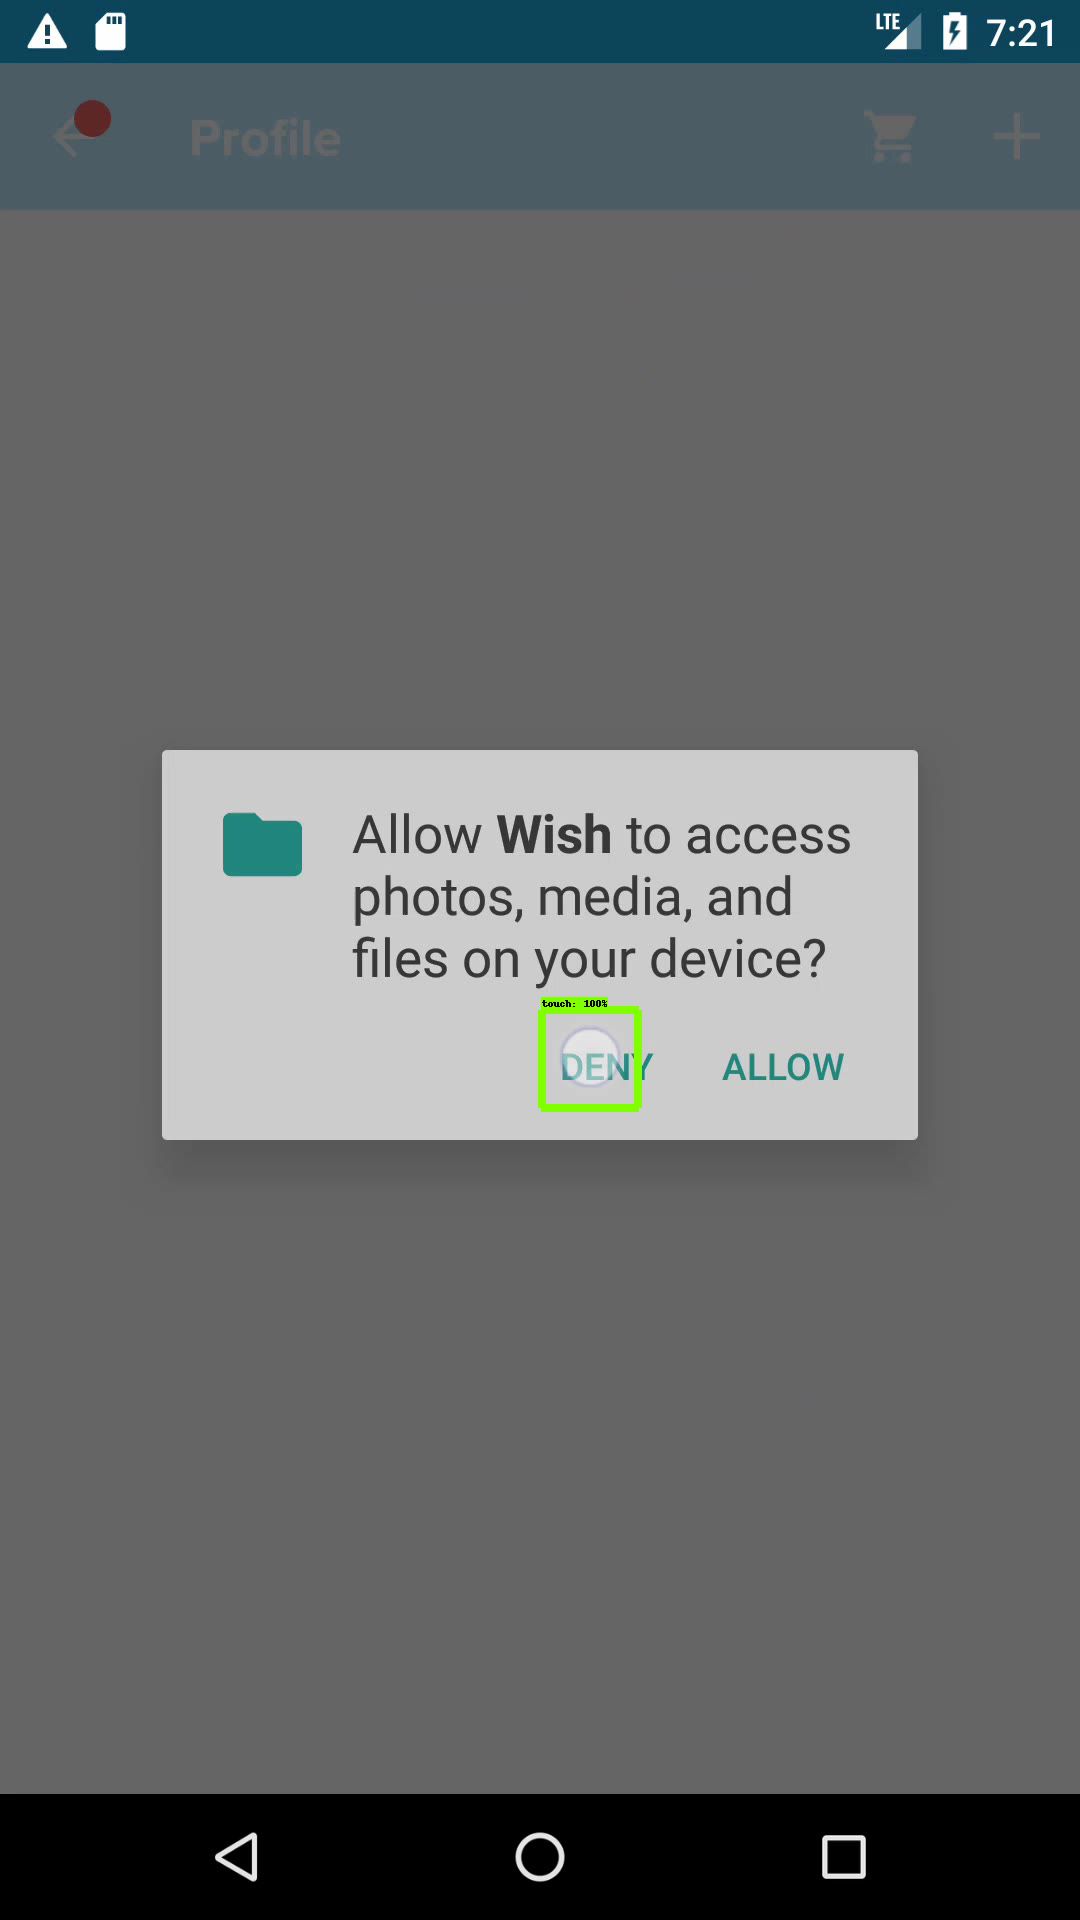 LTE 7:21
Profile
Allow Wish to access
photos, media, and
files on your device?
touch: 100%
DENY ALLOW